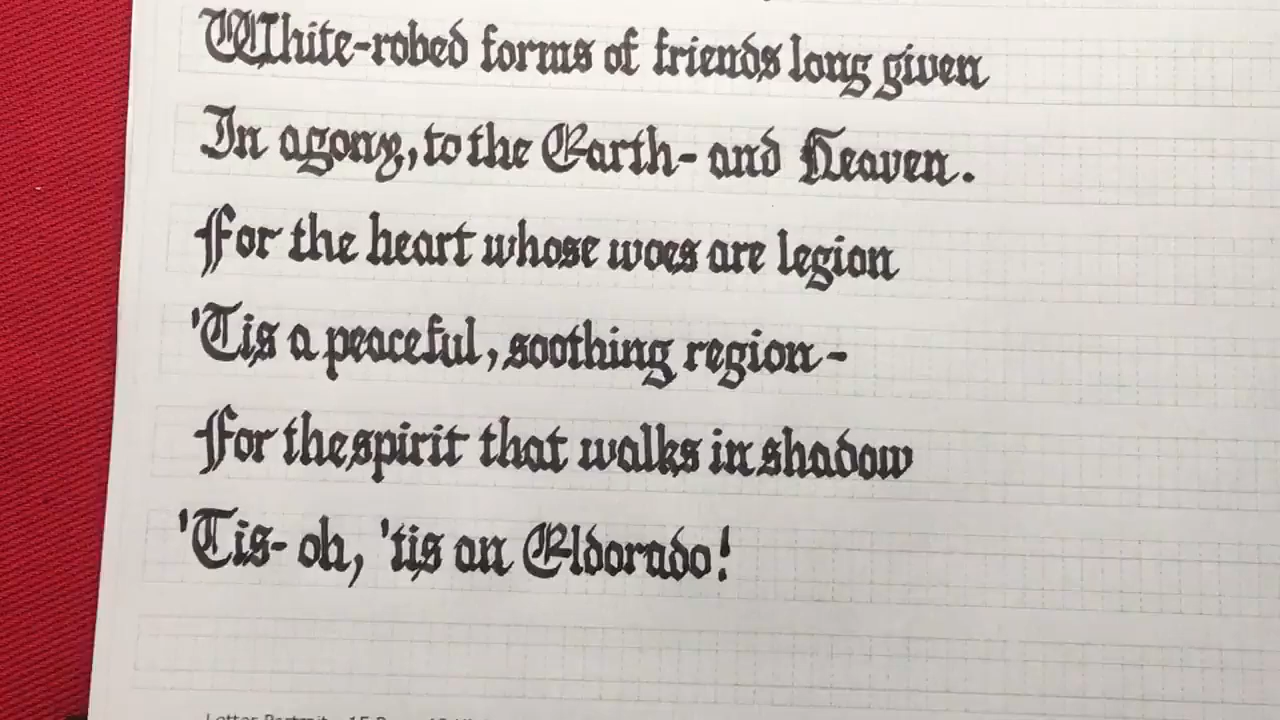 White-robed forms of friends long given
In agony, to the Earth- and Heaven.
For the heart whose woes are legion
'Tis a peaceful, soothing region-
For the spirit that walks in shadow
'Tis- oh, 'tis an Eldorado!